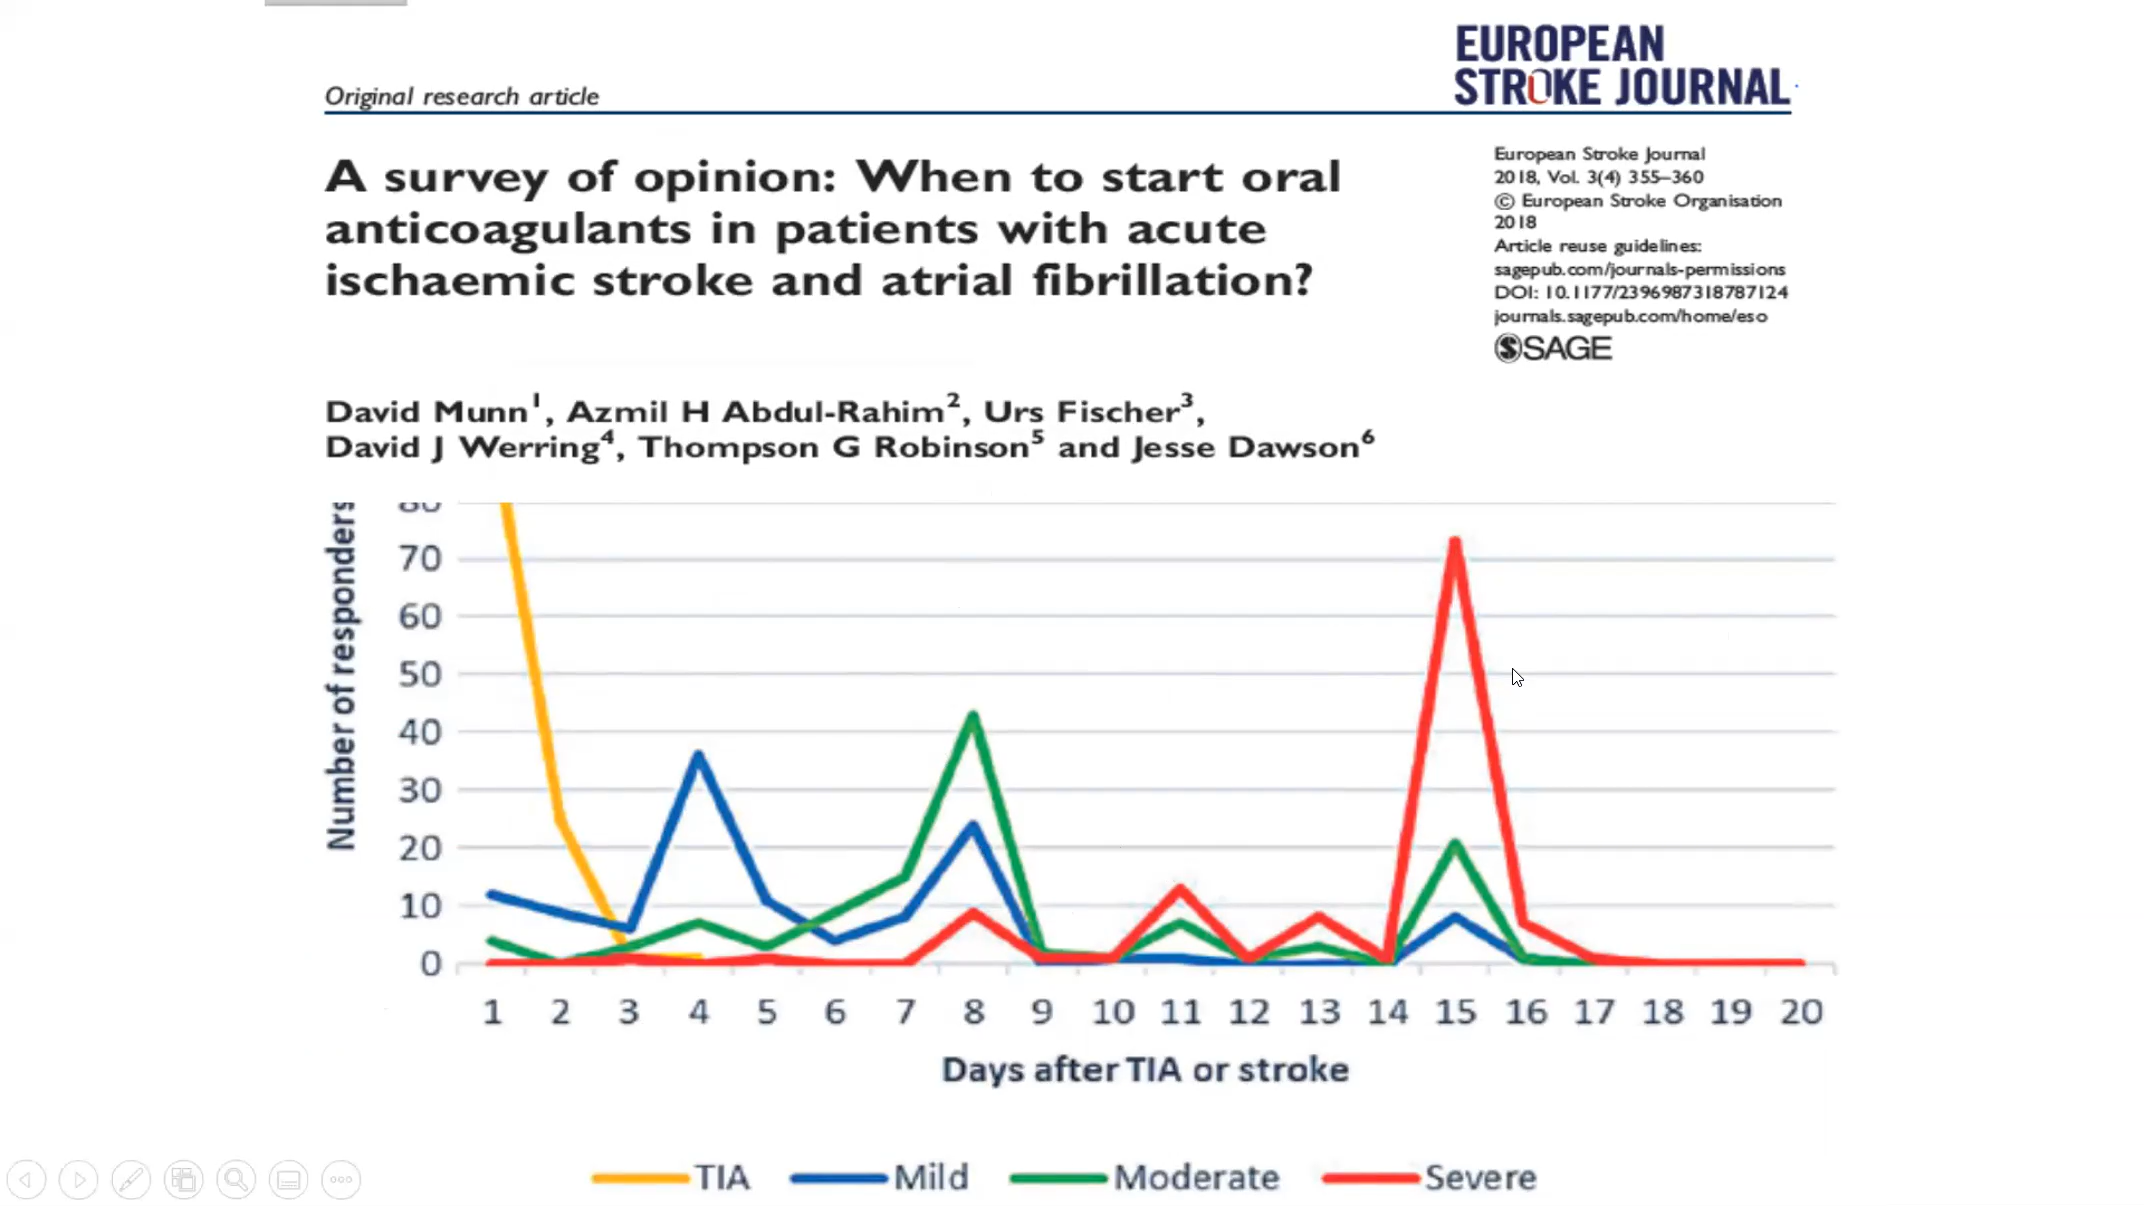 Original research article
EUROPEAN
STROKE JOURNAL
A survey of opinion: When to start oral
anticoagulants in patients with acute
ischaemic stroke and atrial fibrillation?
European Stroke Journal
2018, Vol. 3(4) 355–360
© European Stroke Organisation
2018
Article reuse guidelines:
sagepub.com/journals-permissions
DOI: 10.1177/2396987318787124
journals.sagepub.com/home/eso
SAGE
David Munn1, Azmil H Abdul-Rahim2, Urs Fischer3,
David J Werring4, Thompson G Robinson5 and Jesse Dawson6
Number of responders
80
70
60
50
40
30
20
10
0
1 2 3 4 5 6 7 8 9 10 11 12 13 14 15 16 17 18 19 20
Days after TIA or stroke
TIA Mild Moderate Severe